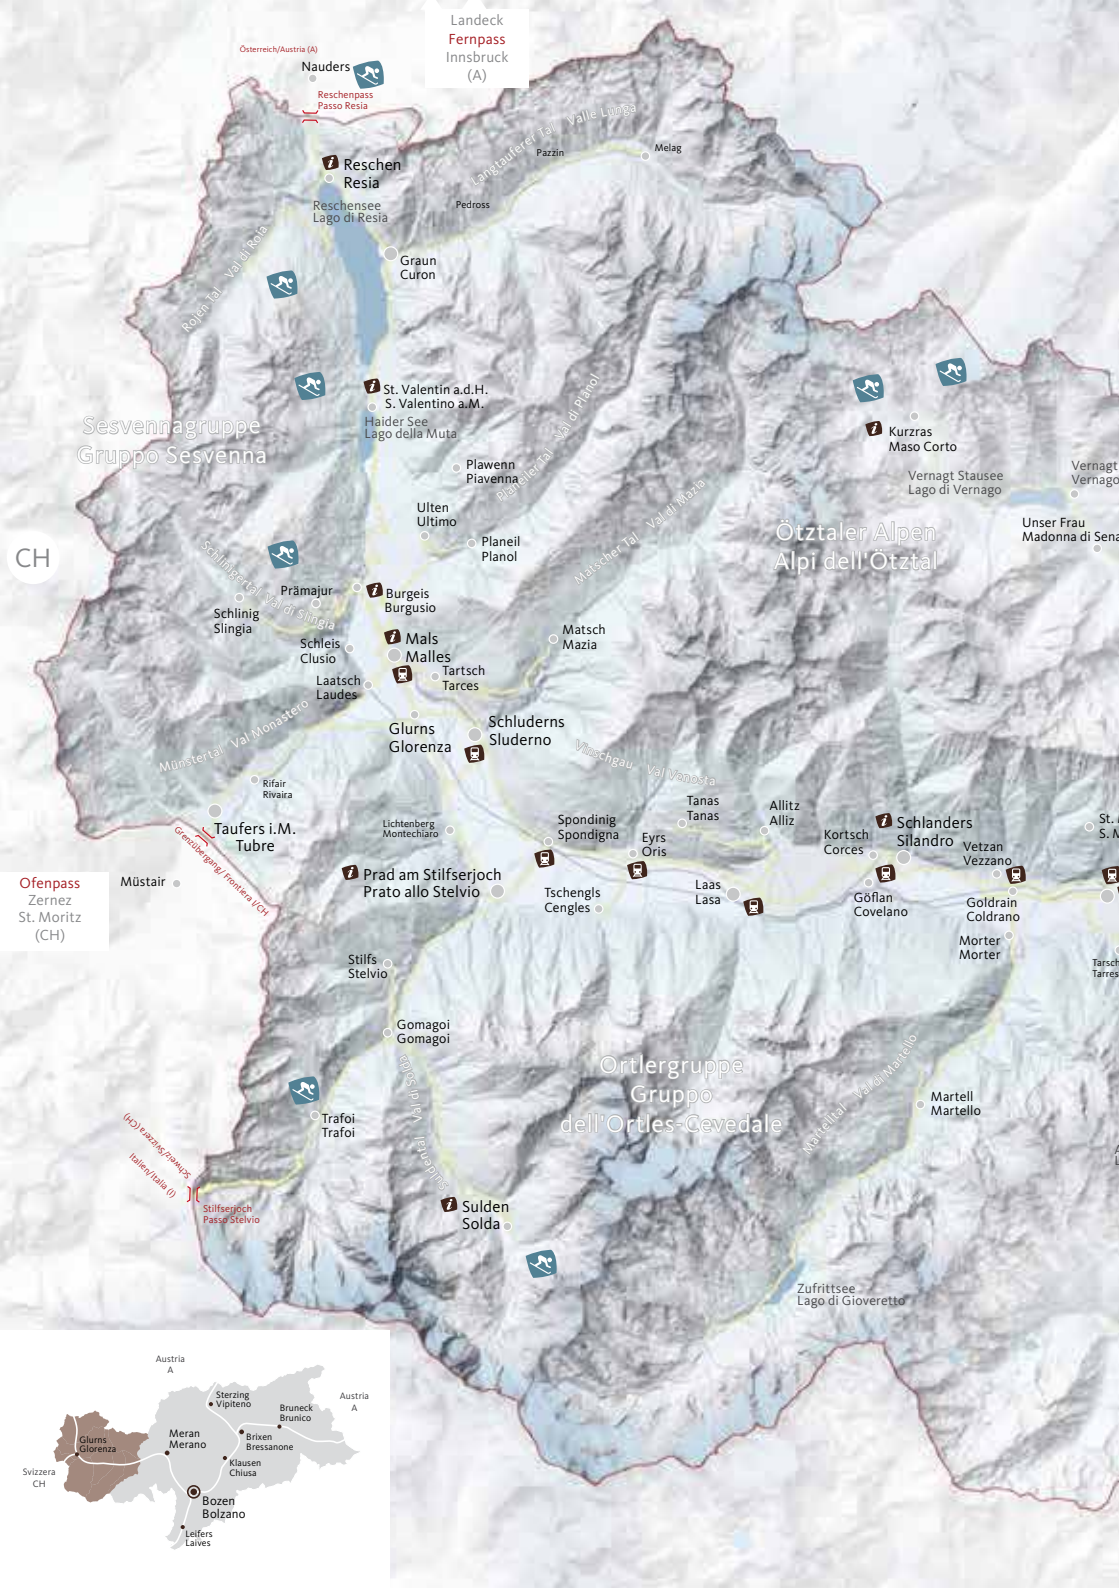 Landeck
Fernpass
Innsbruck
(A)
Österreich/Austria (A)
Nauders
Reschenpass
Passo Resia
Langtauferer Tal Valle Lunga
Pazzin
Melag
Reschen
Resia
Pedross
Reschensee
Lago di Resia
Rojen Tal Val di Roia
Graun
Curon
St. Valentin a.d.H.
S. Valentino a.M.
Haider See
Lago della Muta
Sesvennagruppe
Gruppo Sesvenna
Planeiler Tal Val di Planol
Kurzras
Maso Corto
Plawenn
Piavenna
Vernagt Stausee
Lago di Vernago
Vernagt
Vernago
Ulten
Ultimo
Matscher Tal Val di Mazia
Unser Frau
Madonna di Sena
Ötztaler Alpen
Alpi dell'Ötztal
Planeil
Planol
CH
Schlinigertal Val di Slingia
Prämajur
Burgeis
Burgusio
Schlinig
Slingia
Schleis
Clusio
Mals
Malles
Matsch
Mazia
Laatsch
Laudes
Tartsch
Tarces
Glurns
Glorenza
Schluderns
Sluderno
Münstertal Val Monastero
Vinschgau Val Venosta
Rifair
Rivaira
Taufers i.M.
Tubre
Grenzübergang/ Frontiera I/CH
Lichtenberg
Montechiaro
Spondinig
Spondigna
Tanas
Tanas
Allitz
Alliz
Eyrs
Oris
Kortsch
Corces
Schlanders
Silandro
Vetzan
Vezzano
Ofenpass
Zernez
St. Moritz
(CH)
Müstair
Prad am Stilfserjoch
Prato allo Stelvio
Tschengls
Cengles
Laas
Lasa
Göflan
Covelano
Goldrain
Coldrano
Morter
Morter
Stilfs
Stelvio
Gomagoi
Gomagoi
Ortlergruppe
Gruppo
dell'Ortles-Cevedale
Martelltal Val di Martello
Martell
Martello
Trafoi
Trafoi
Schweiz/Svizzera (CH)
Italien/Italia (I)
Stilfserjoch
Passo Stelvio
Sulden
Solda
Zufrittsee
Lago di Gioveretto
Austria
A
Austria
A
Sterzing
Vipiteno
Bruneck
Brunico
Glurns
Glorenza
Meran
Merano
Brixen
Bressanone
Svizzera
CH
Klausen
Chiusa
Bozen
Bolzano
Leifers
Laives